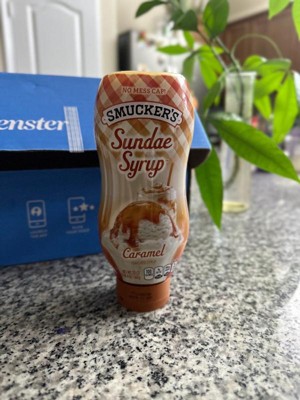 NO MESS CAP!
SMUCKER'S
enster
Sundae
Syrup
Caramel